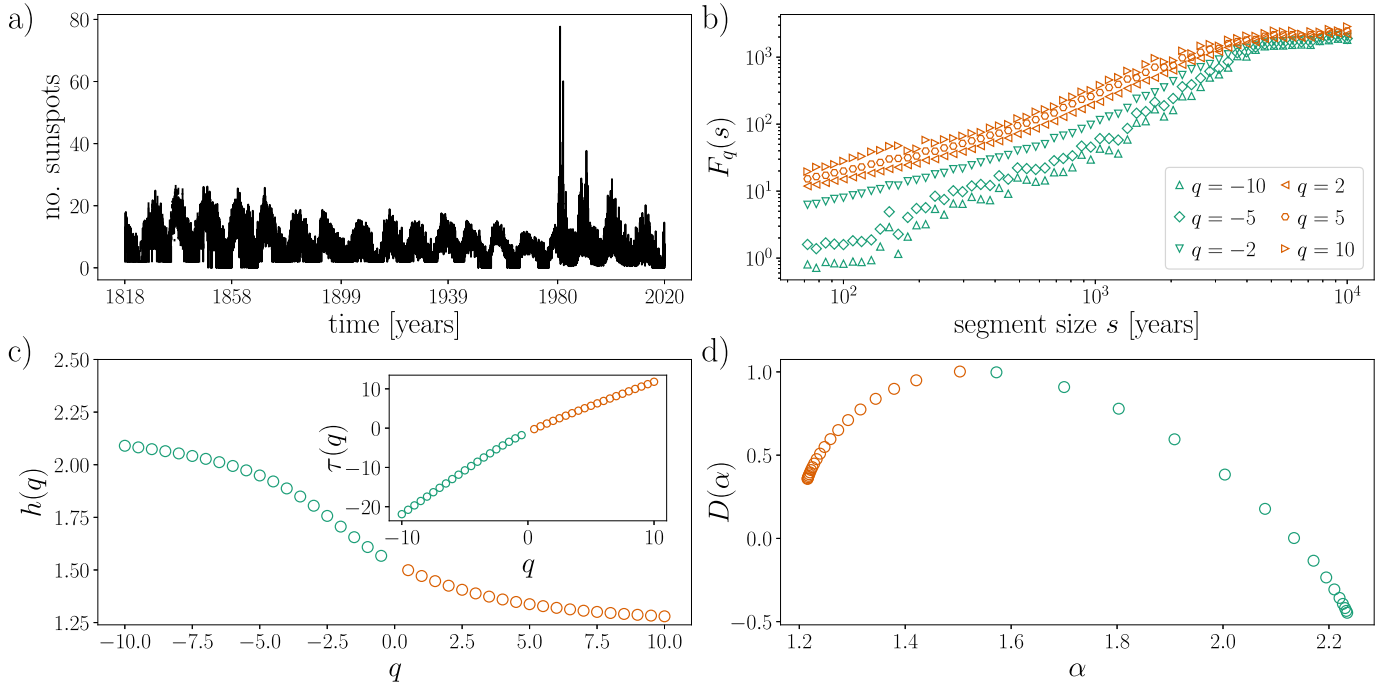 a)
no. sunspots
80
60
40
20
0
1818 1858 1899 1939 1980 2020
time [years]
b)
F_q(s)
10^3
10^2
10^1
10^0
q = −10 q = 2
q = −5 q = 5
q = −2 q = 10
10^2 10^3 10^4
segment size s [years]
c)
h(q)
2.50
2.25
2.00
1.75
1.50
1.25
−10.0 −7.5 −5.0 −2.5 0.0 2.5 5.0 7.5 10.0
q
τ(q)
10
0
−10
−20
−10 0 10
q
d)
D(α)
1.0
0.5
0.0
−0.5
1.2 1.4 1.6 1.8 2.0 2.2
α